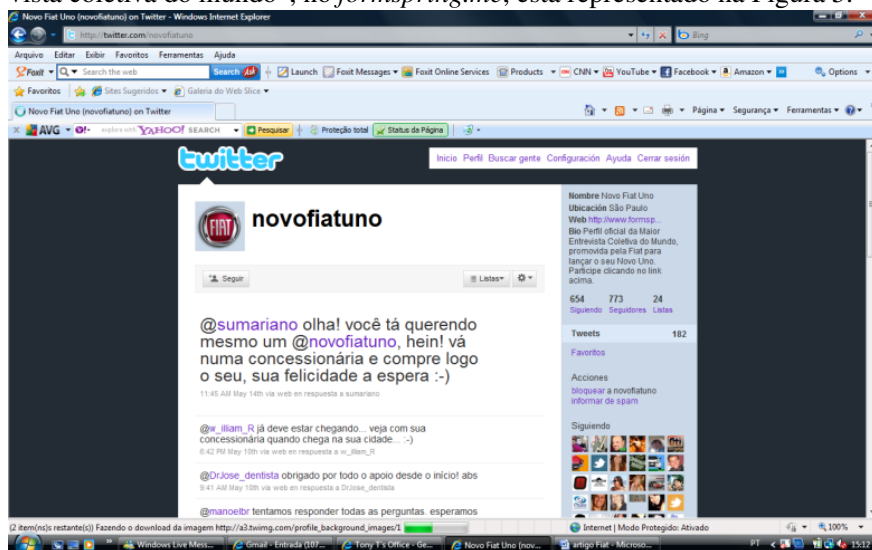 vista coletiva do mundo", no formspringme, está representado na Figura 3.
Novo Fiat Uno (novofiatuno) on Twitter - Windows Internet Explorer
http://twitter.com/novofiatuno
Bing
Arquivo Editar Exibir Favoritos Ferramentas Ajuda
Foxit Search the web Search Launch Foxit Messages Foxit Online Services Products CNN YouTube Facebook Amazon Options
Favoritos Sites Sugeridos Galeria do Web Slice
Novo Fiat Uno (novofiatuno) on Twitter
Página Segurança Ferramentas
AVG YAHOO! SEARCH Pesquisar Proteção total Status da Página
twitter
Inicio Perfil Buscar gente Configuración Ayuda Cerrar sesión
FIAT
novofiatuno
Seguir
Listas
@sumariano olha! você tá querendo
mesmo um @novofiatuno, hein! vá
numa concessionária e compre logo
o seu, sua felicidade a espera :-)
11:45 AM May 14th via web en respuesta a sumariano
@w_illiam_R já deve estar chegando... veja com sua
concessionária quando chega na sua cidade... :-)
6:42 PM May 10th via web en respuesta a w_illiam_R
@DrJose_dentista obrigado por todo o apoio desde o início! abs
9:41 AM May 10th via web en respuesta a DrJose_dentista
@manoelbr tentamos responder todas as perguntas. esperamos
Nombre Novo Fiat Uno
Ubicación São Paulo
Web http://www.formsp...
Bio Perfil oficial da Maior
Entrevista Coletiva do Mundo,
promovida pela Fiat para
lançar o seu Novo Uno.
Participe clicando no link
acima.
654 773 24
Siguiendo Seguidores Listas
Tweets 182
Favoritos
Acciones
bloquear a novofiatuno
informar de spam
Siguiendo
(2 item(ns) restante(s)) Fazendo o download da imagem http://a3.twimg.com/profile_background_images/1
Internet | Modo Protegido: Ativado
100%
Windows Live Mess... Gmail - Entrada (107... Tony T's Office - Ge... Novo Fiat Uno (nov... artigo Fiat - Microso...
PT 15:12